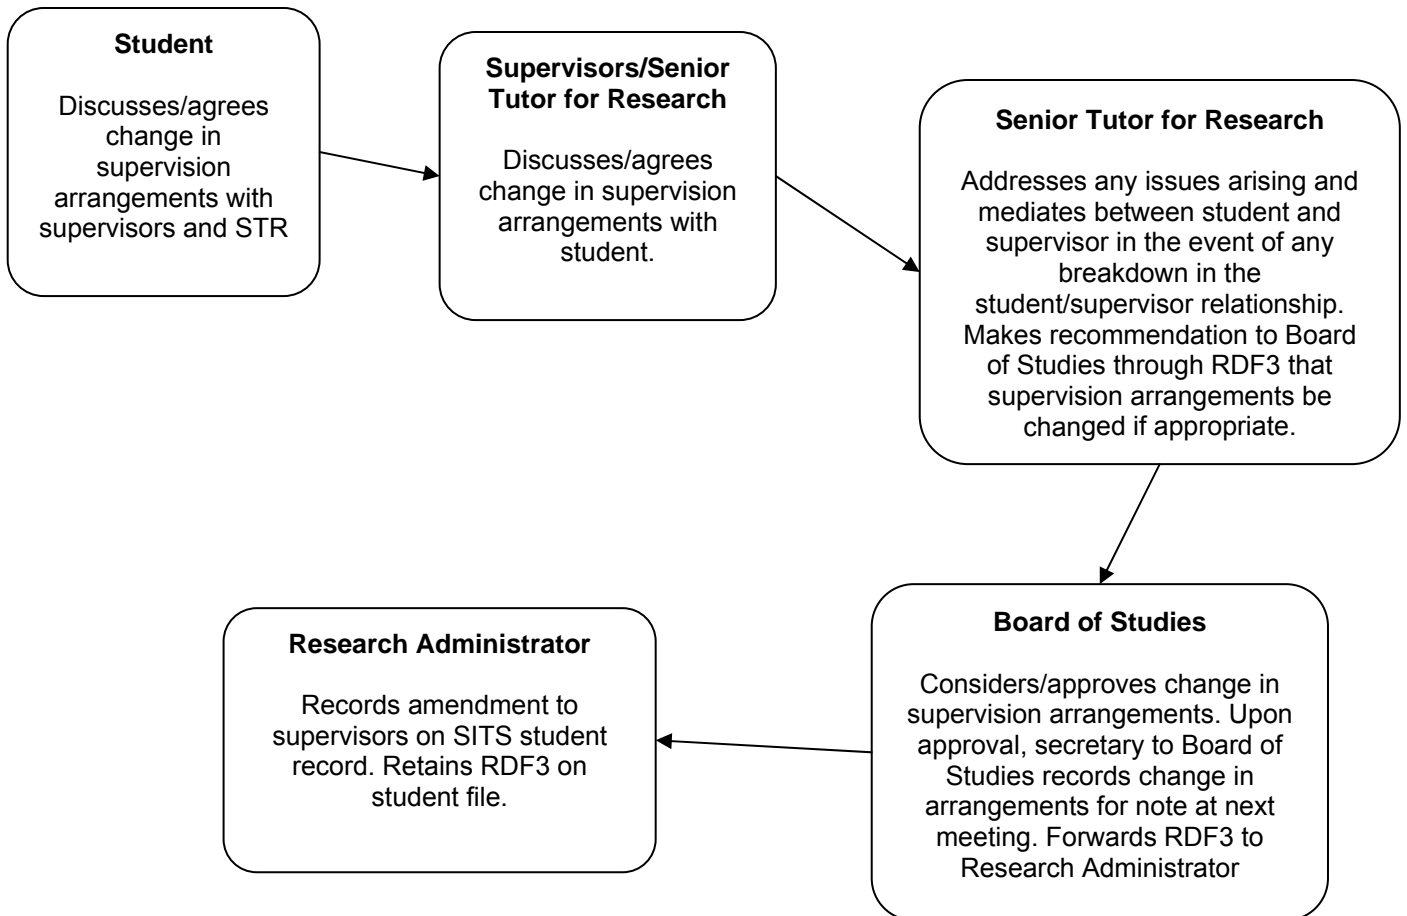 Student
Discusses/agrees
change in
supervision
arrangements with
supervisors and STR
Supervisors/Senior
Tutor for Research
Discusses/agrees
change in supervision
arrangements with
student.
Senior Tutor for Research
Addresses any issues arising and
mediates between student and
supervisor in the event of any
breakdown in the
student/supervisor relationship.
Makes recommendation to Board
of Studies through RDF3 that
supervision arrangements be
changed if appropriate.
Board of Studies
Considers/approves change in
supervision arrangements. Upon
approval, secretary to Board of
Studies records change in
arrangements for note at next
meeting. Forwards RDF3 to
Research Administrator
Research Administrator
Records amendment to
supervisors on SITS student
record. Retains RDF3 on
student file.